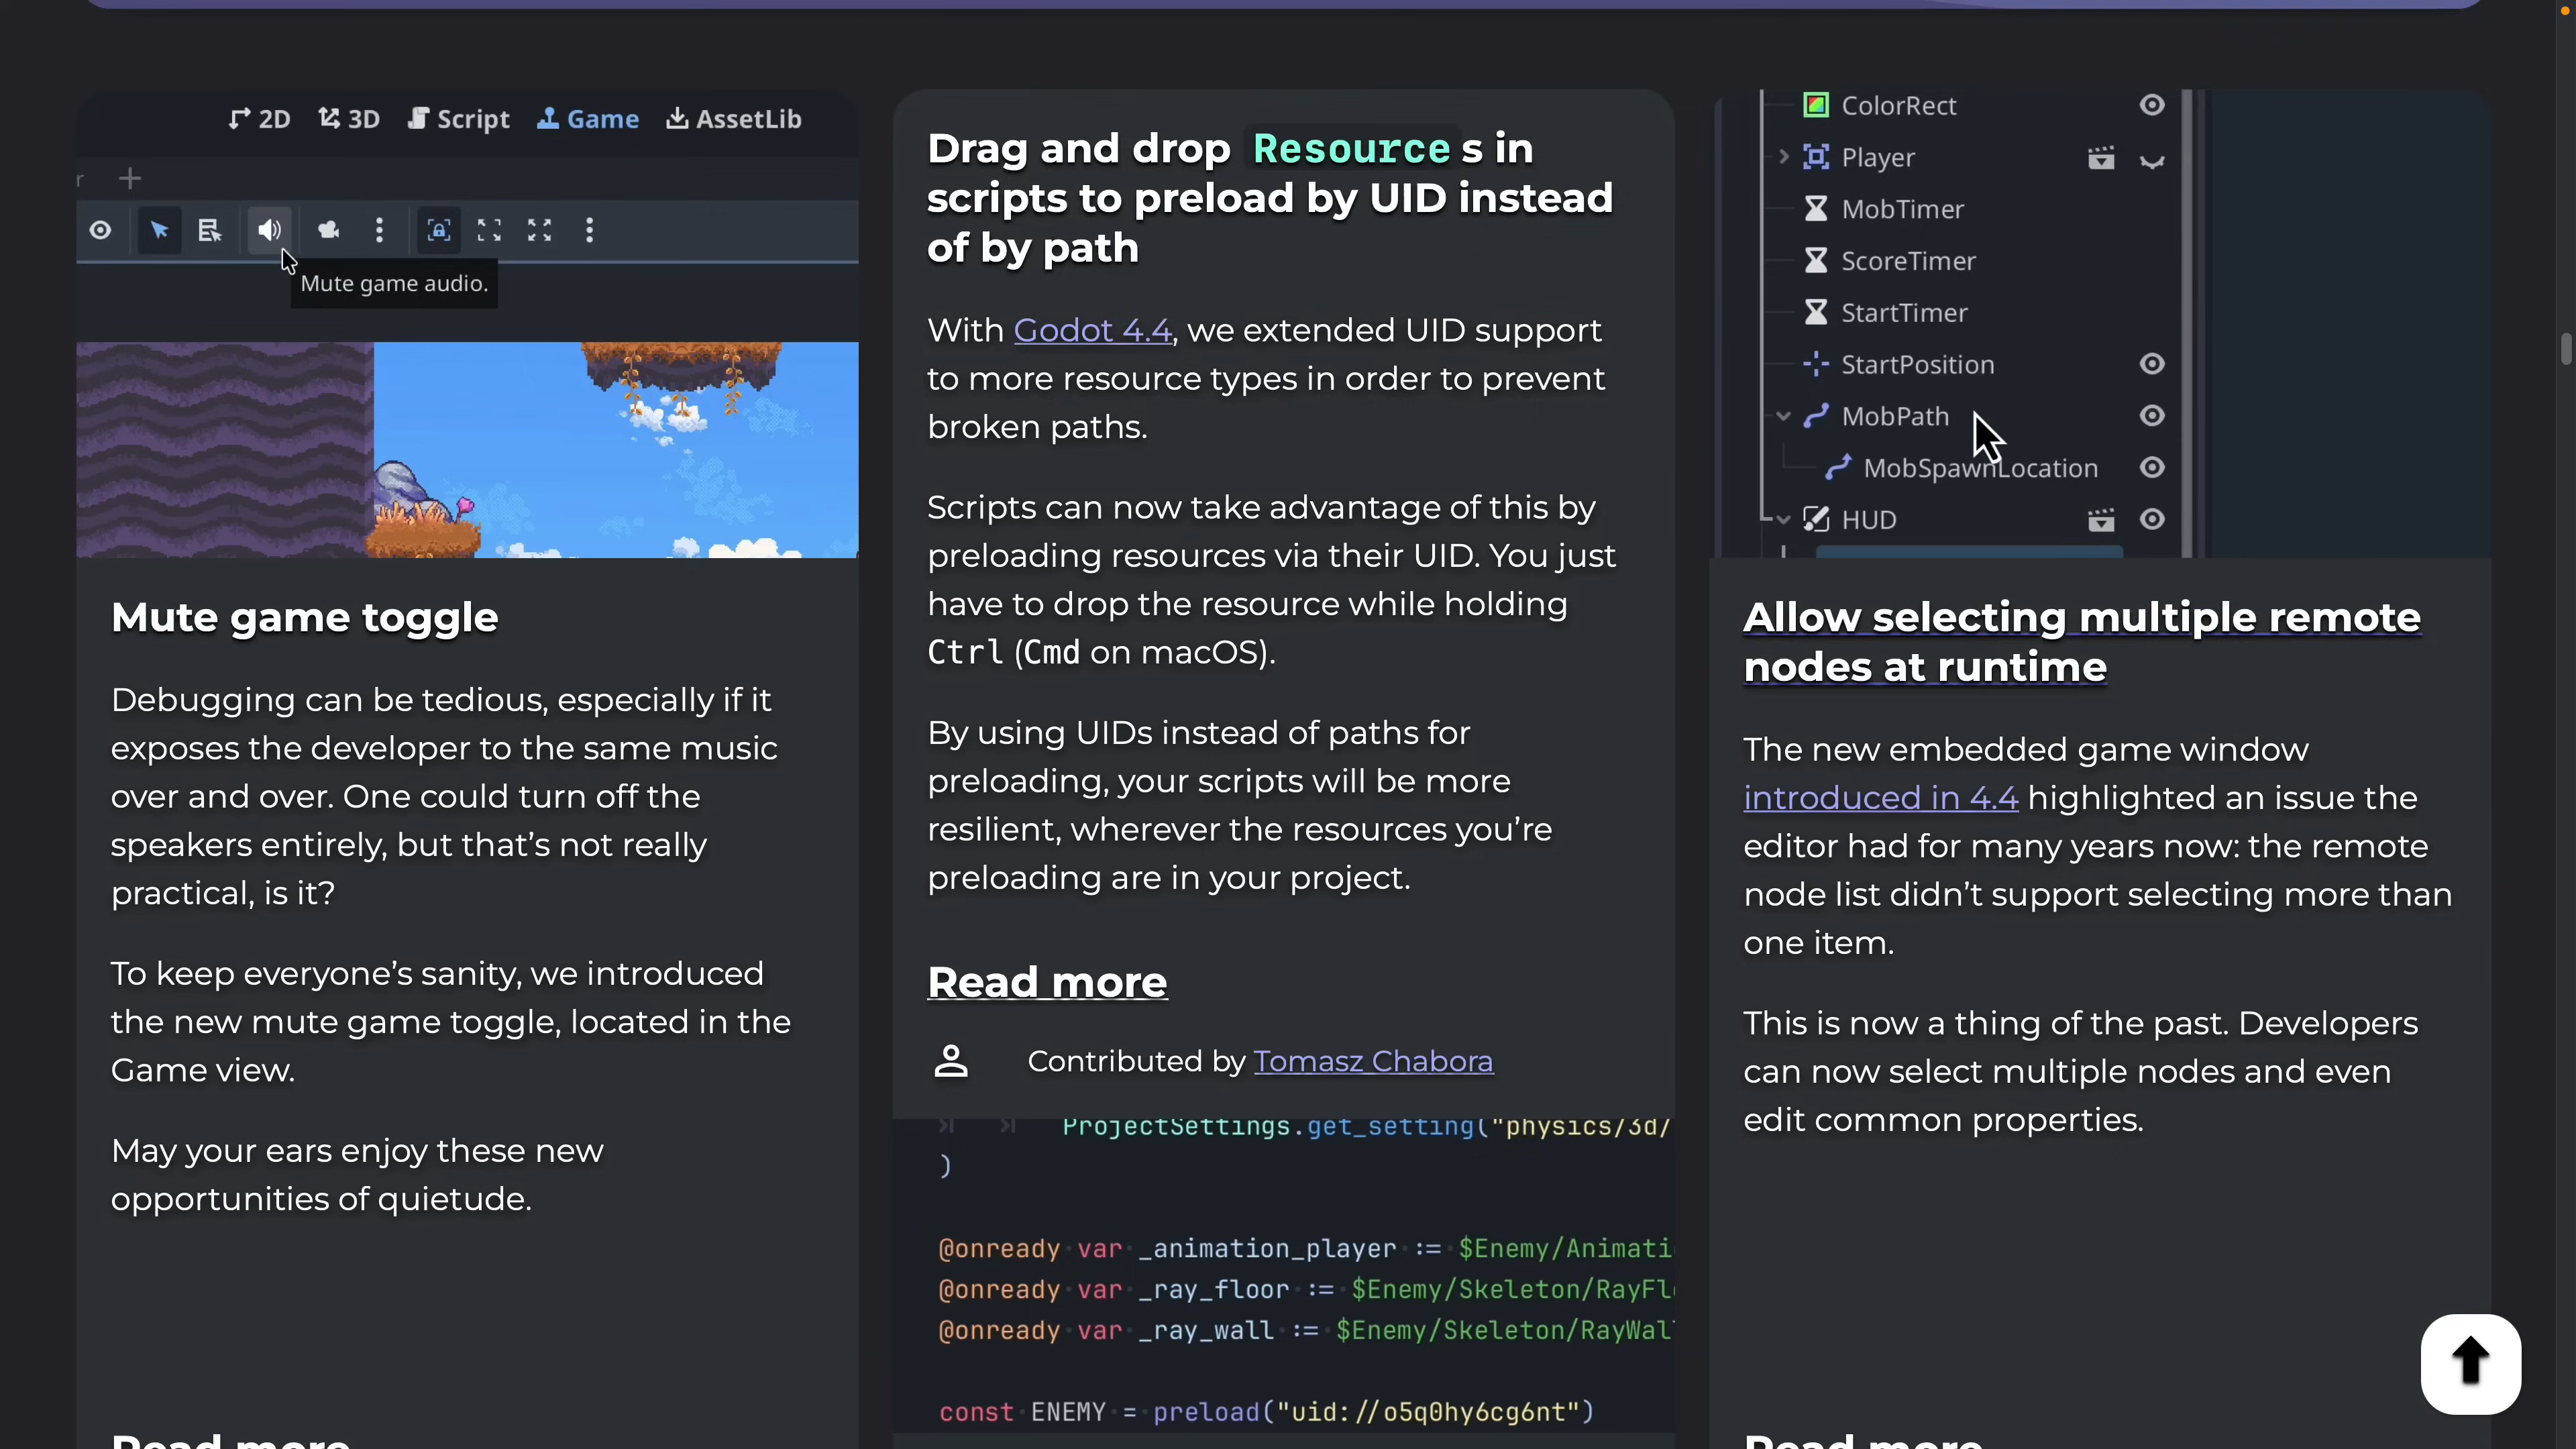 2D 3D Script Game AssetLib
Mute game audio.
Mute game toggle
Debugging can be tedious, especially if it
exposes the developer to the same music
over and over. One could turn off the
speakers entirely, but that’s not really
practical, is it?
To keep everyone’s sanity, we introduced
the new mute game toggle, located in the
Game view.
May your ears enjoy these new
opportunities of quietude.
Read more
Drag and drop Resources in
scripts to preload by UID instead
of by path
With Godot 4.4, we extended UID support
to more resource types in order to prevent
broken paths.
Scripts can now take advantage of this by
preloading resources via their UID. You just
have to drop the resource while holding
Ctrl (Cmd on macOS).
By using UIDs instead of paths for
preloading, your scripts will be more
resilient, wherever the resources you’re
preloading are in your project.
Read more
Contributed by Tomasz Chabora
ProjectSettings.get_setting("physics/3d/
)
@onready var _animation_player := $Enemy/Animati
@onready var _ray_floor := $Enemy/Skeleton/RayFl
@onready var _ray_wall := $Enemy/Skeleton/RayWal
const ENEMY = preload("uid://o5q0hy6cg6nt")
ColorRect
Player
MobTimer
ScoreTimer
StartTimer
StartPosition
MobPath
MobSpawnLocation
HUD
Allow selecting multiple remote
nodes at runtime
The new embedded game window
introduced in 4.4 highlighted an issue the
editor had for many years now: the remote
node list didn’t support selecting more than
one item.
This is now a thing of the past. Developers
can now select multiple nodes and even
edit common properties.
Read more